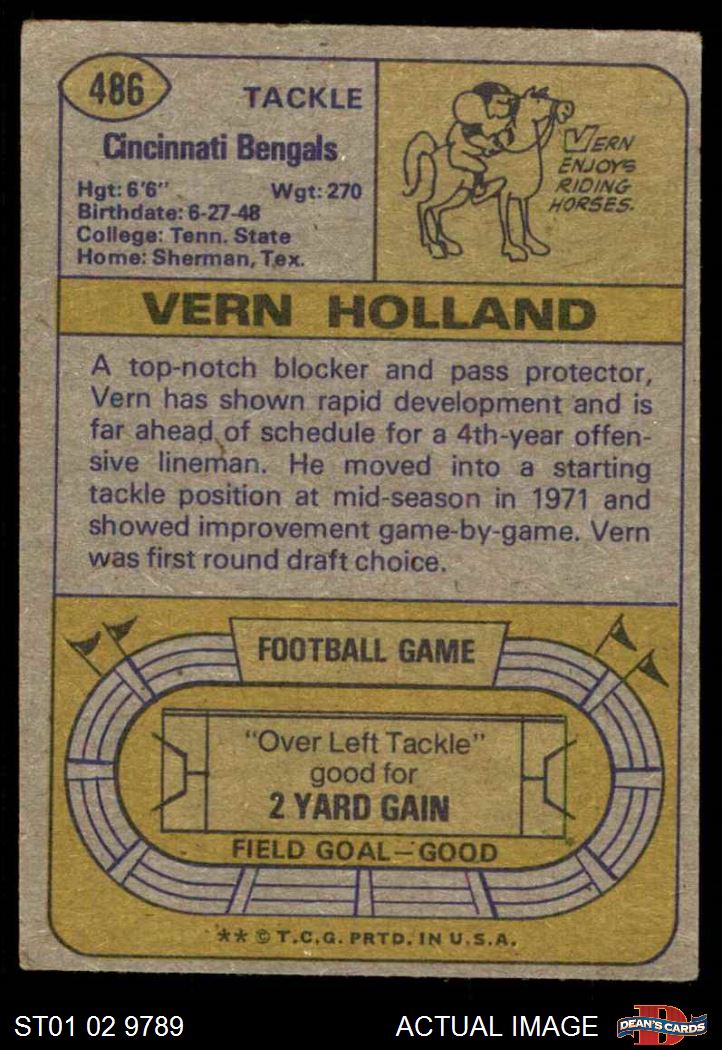 486
TACKLE
Cincinnati Bengals
Hgt: 6'6" Wgt: 270
Birthdate: 6-27-48
College: Tenn. State
Home: Sherman, Tex.
VERN
ENJOYS
RIDING
HORSES.
VERN HOLLAND
A top-notch blocker and pass protector,
Vern has shown rapid development and is
far ahead of schedule for a 4th-year offen-
sive lineman. He moved into a starting
tackle position at mid-season in 1971 and
showed improvement game-by-game. Vern
was first round draft choice.
FOOTBALL GAME
"Over Left Tackle"
good for
2 YARD GAIN
FIELD GOAL—GOOD
** © T.C.G. PRTD. IN U.S.A.
ST01 02 9789
ACTUAL IMAGE
D
DEAN'S CARDS